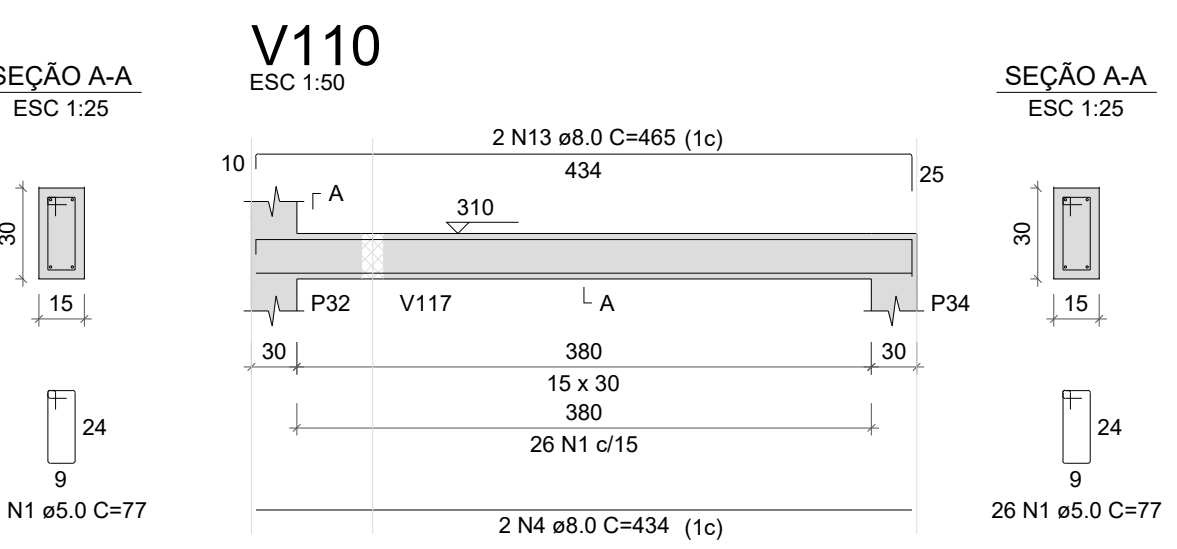 V110
ESC 1:50
SEÇÃO A-A
ESC 1:25
30
15
24
9
N1 ø5.0 C=77
2 N13 ø8.0 C=465 (1c)
10
434
25
A
310
P32
V117
A
P34
30
380
30
15 x 30
380
26 N1 c/15
2 N4 ø8.0 C=434 (1c)
SEÇÃO A-A
ESC 1:25
30
15
24
9
26 N1 ø5.0 C=77